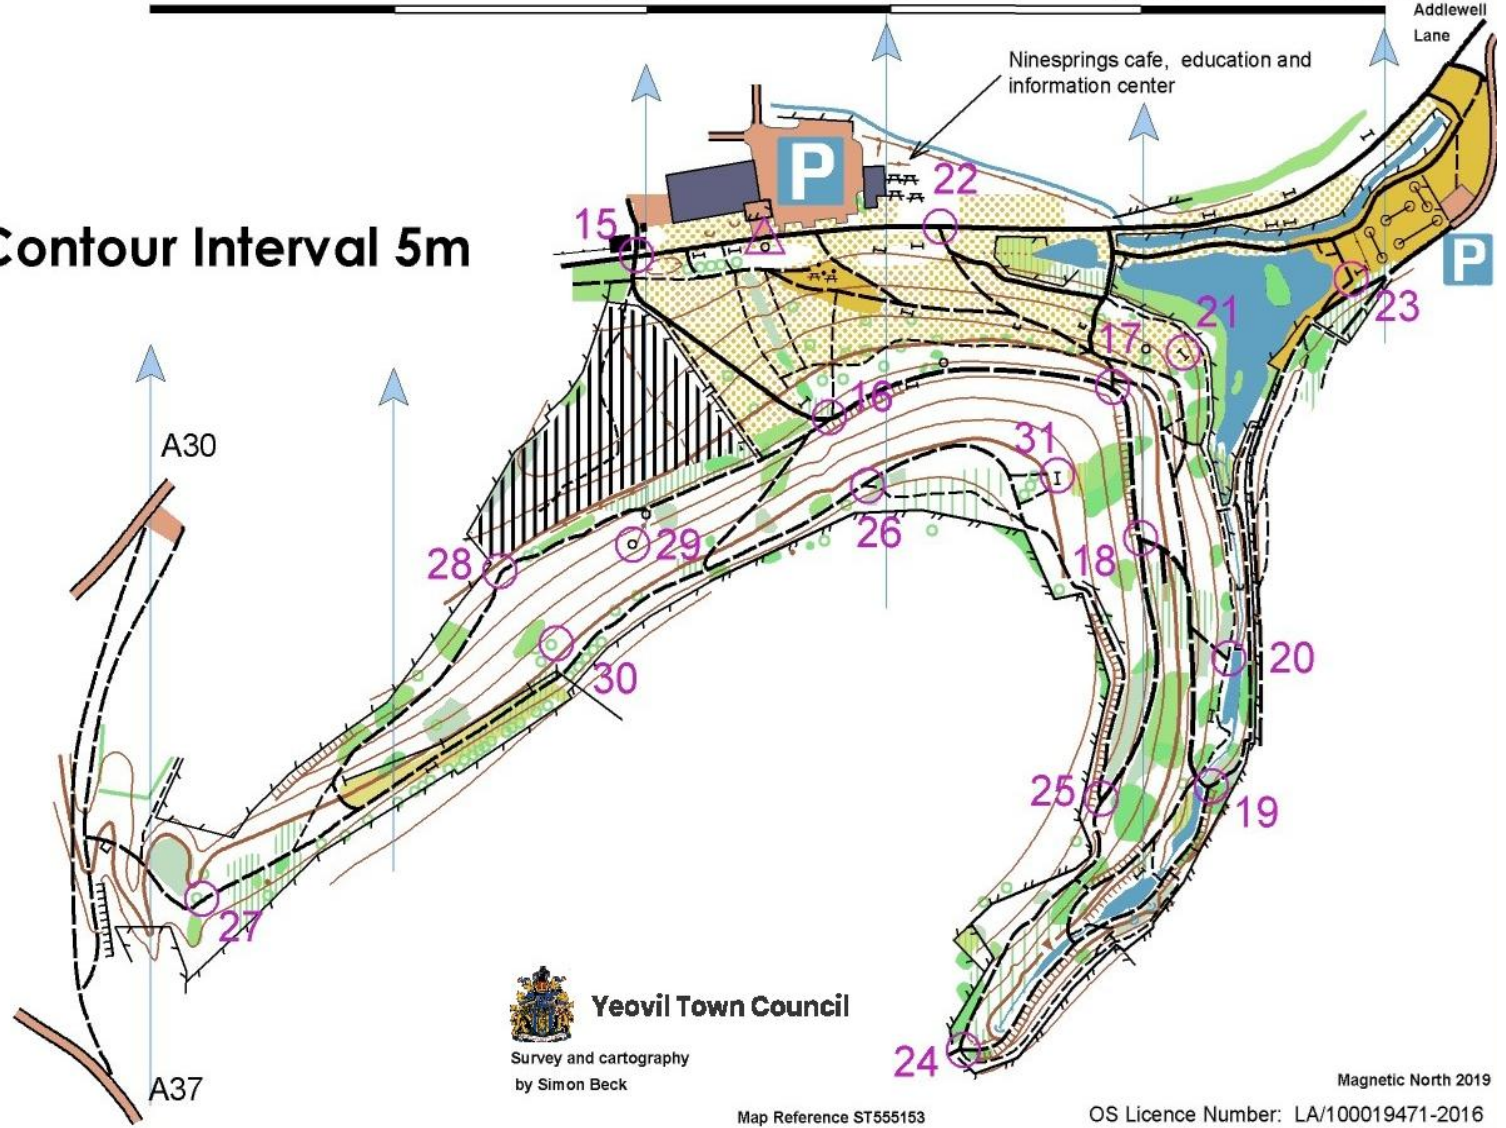 Addlewell
Lane
Ninesprings cafe, education and
information center
P
22
15
Contour Interval 5m
P
23
21
17
16
31
A30
26
29
18
28
20
30
25
19
27
Yeovil Town Council
24
Survey and cartography
by Simon Beck
A37
Magnetic North 2019
Map Reference ST555153
OS Licence Number: LA/100019471-2016